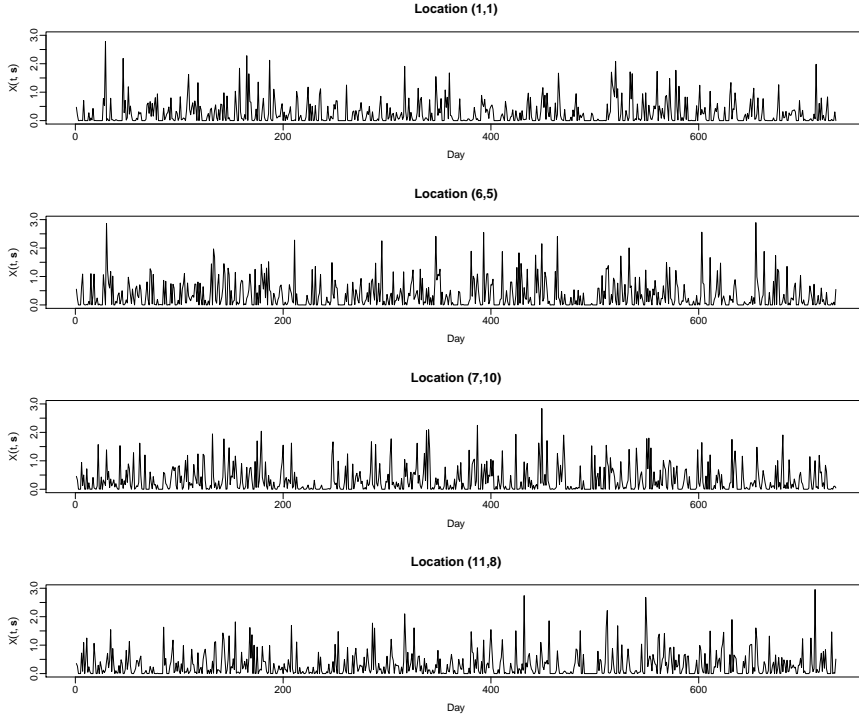 Location (1,1)
X(t, s)
0.0 1.0 2.0 3.0
0 200 400 600
Day
Location (6,5)
X(t, s)
0.0 1.0 2.0 3.0
0 200 400 600
Day
Location (7,10)
X(t, s)
0.0 1.0 2.0 3.0
0 200 400 600
Day
Location (11,8)
X(t, s)
0.0 1.0 2.0 3.0
0 200 400 600
Day